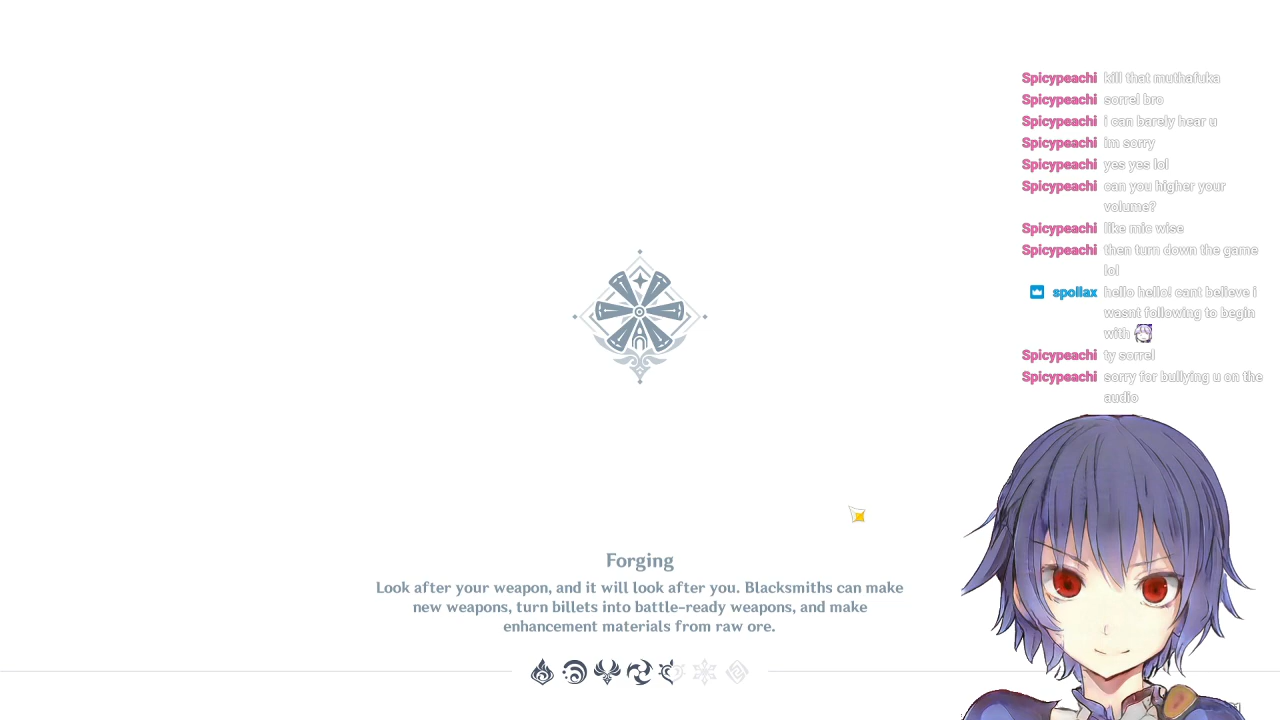 Spicypeachi kill that muthafuka
Spicypeachi sorrel bro
Spicypeachi i can barely hear u
Spicypeachi im sorry
Spicypeachi yes yes lol
Spicypeachi can you higher your
volume?
Spicypeachi like mic wise
Spicypeachi then turn down the game
lol
spollax hello hello! cant believe i
wasnt following to begin
with
Spicypeachi ty sorrel
Spicypeachi sorry for bullying u on the
audio
Forging
Look after your weapon, and it will look after you. Blacksmiths can make
new weapons, turn billets into battle-ready weapons, and make
enhancement materials from raw ore.